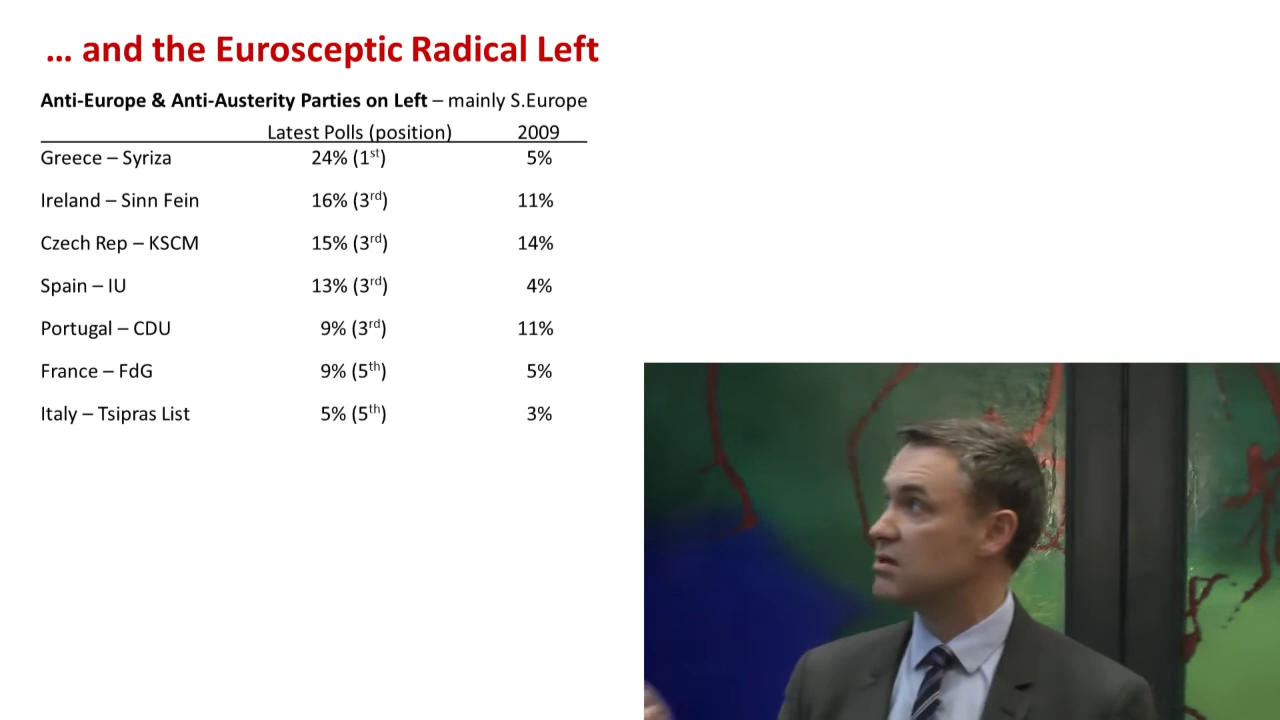 ... and the Eurosceptic Radical Left
Anti-Europe & Anti-Austerity Parties on Left – mainly S.Europe
Latest Polls (position) 2009
Greece – Syriza 24% (1st) 5%
Ireland – Sinn Fein 16% (3rd) 11%
Czech Rep – KSCM 15% (3rd) 14%
Spain – IU 13% (3rd) 4%
Portugal – CDU 9% (3rd) 11%
France – FdG 9% (5th) 5%
Italy – Tsipras List 5% (5th) 3%